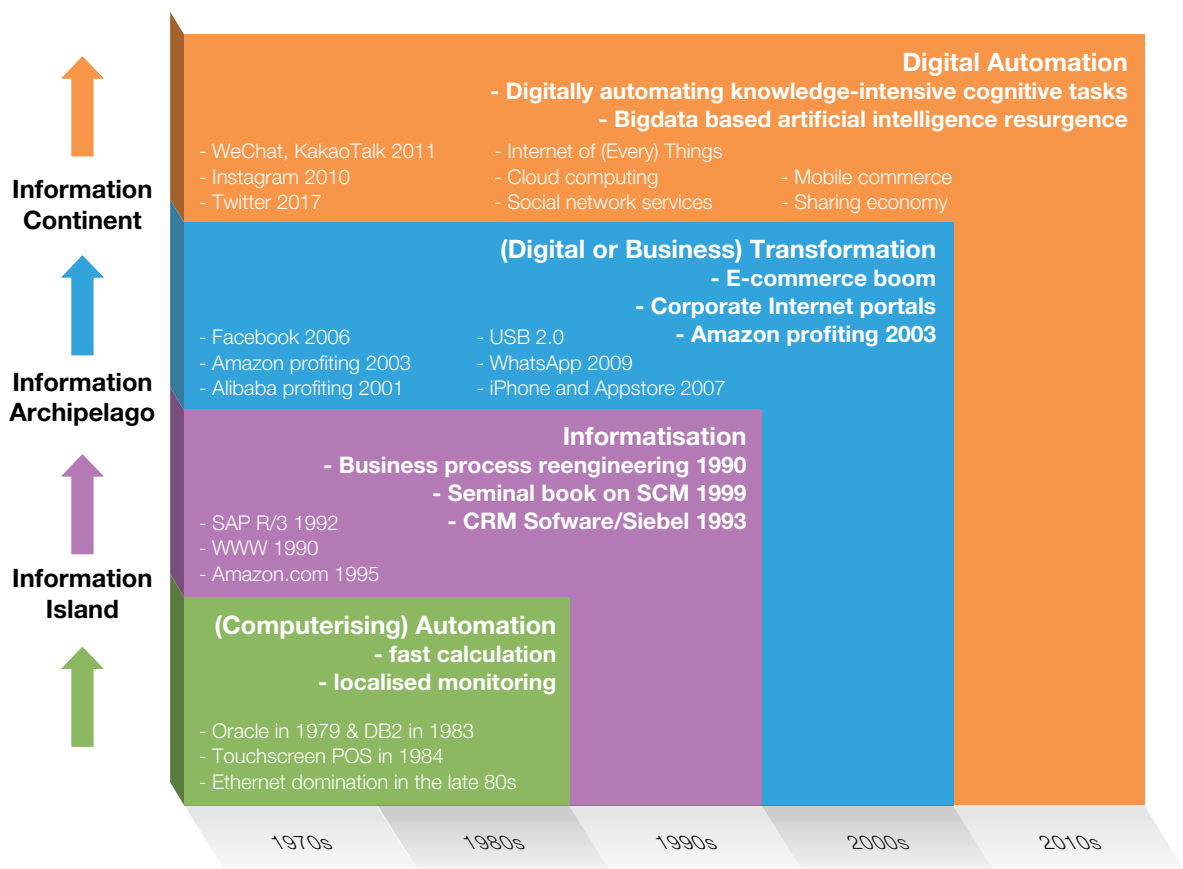 Digital Automation
- Digitally automating knowledge-intensive cognitive tasks
- Bigdata based artificial intelligence resurgence
- WeChat, KakaoTalk 2011
- Instagram 2010
- Twitter 2017
- Internet of (Every) Things
- Cloud computing
- Social network services
- Mobile commerce
- Sharing economy
Information
Continent
(Digital or Business) Transformation
- E-commerce boom
- Corporate Internet portals
- Amazon profiting 2003
- Facebook 2006
- Amazon profiting 2003
- Alibaba profiting 2001
- USB 2.0
- WhatsApp 2009
- iPhone and Appstore 2007
Information
Archipelago
Informatisation
- Business process reengineering 1990
- Seminal book on SCM 1999
- CRM Sofware/Siebel 1993
- SAP R/3 1992
- WWW 1990
- Amazon.com 1995
Information
Island
(Computerising) Automation
- fast calculation
- localised monitoring
- Oracle in 1979 & DB2 in 1983
- Touchscreen POS in 1984
- Ethernet domination in the late 80s
1970s
1980s
1990s
2000s
2010s